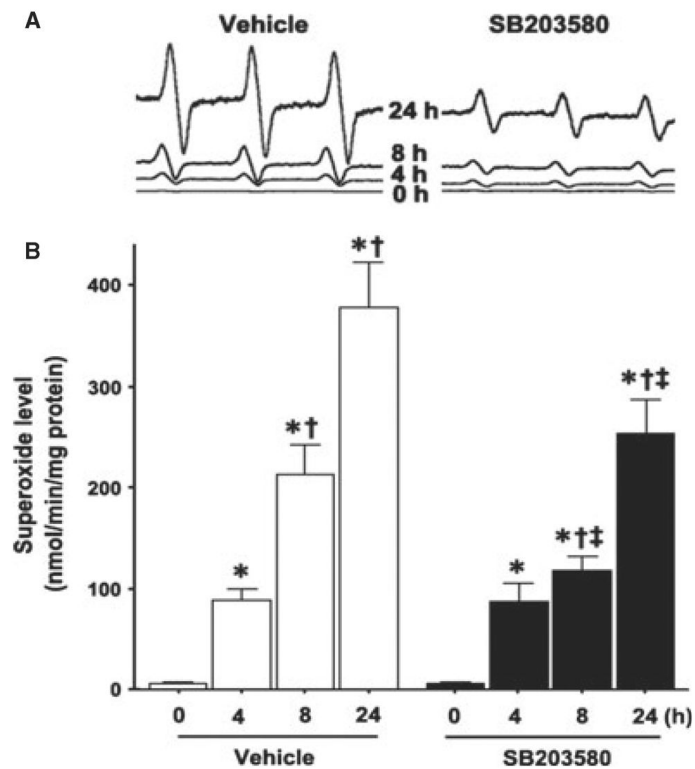 A
Vehicle SB203580
24 h
8 h
4 h
0 h
B
Superoxide level
(nmol/min/mg protein)
400
300
200
100
0
*
*†
*†
*
*†‡
*†‡
0 4 8 24 0 4 8 24 (h)
Vehicle SB203580